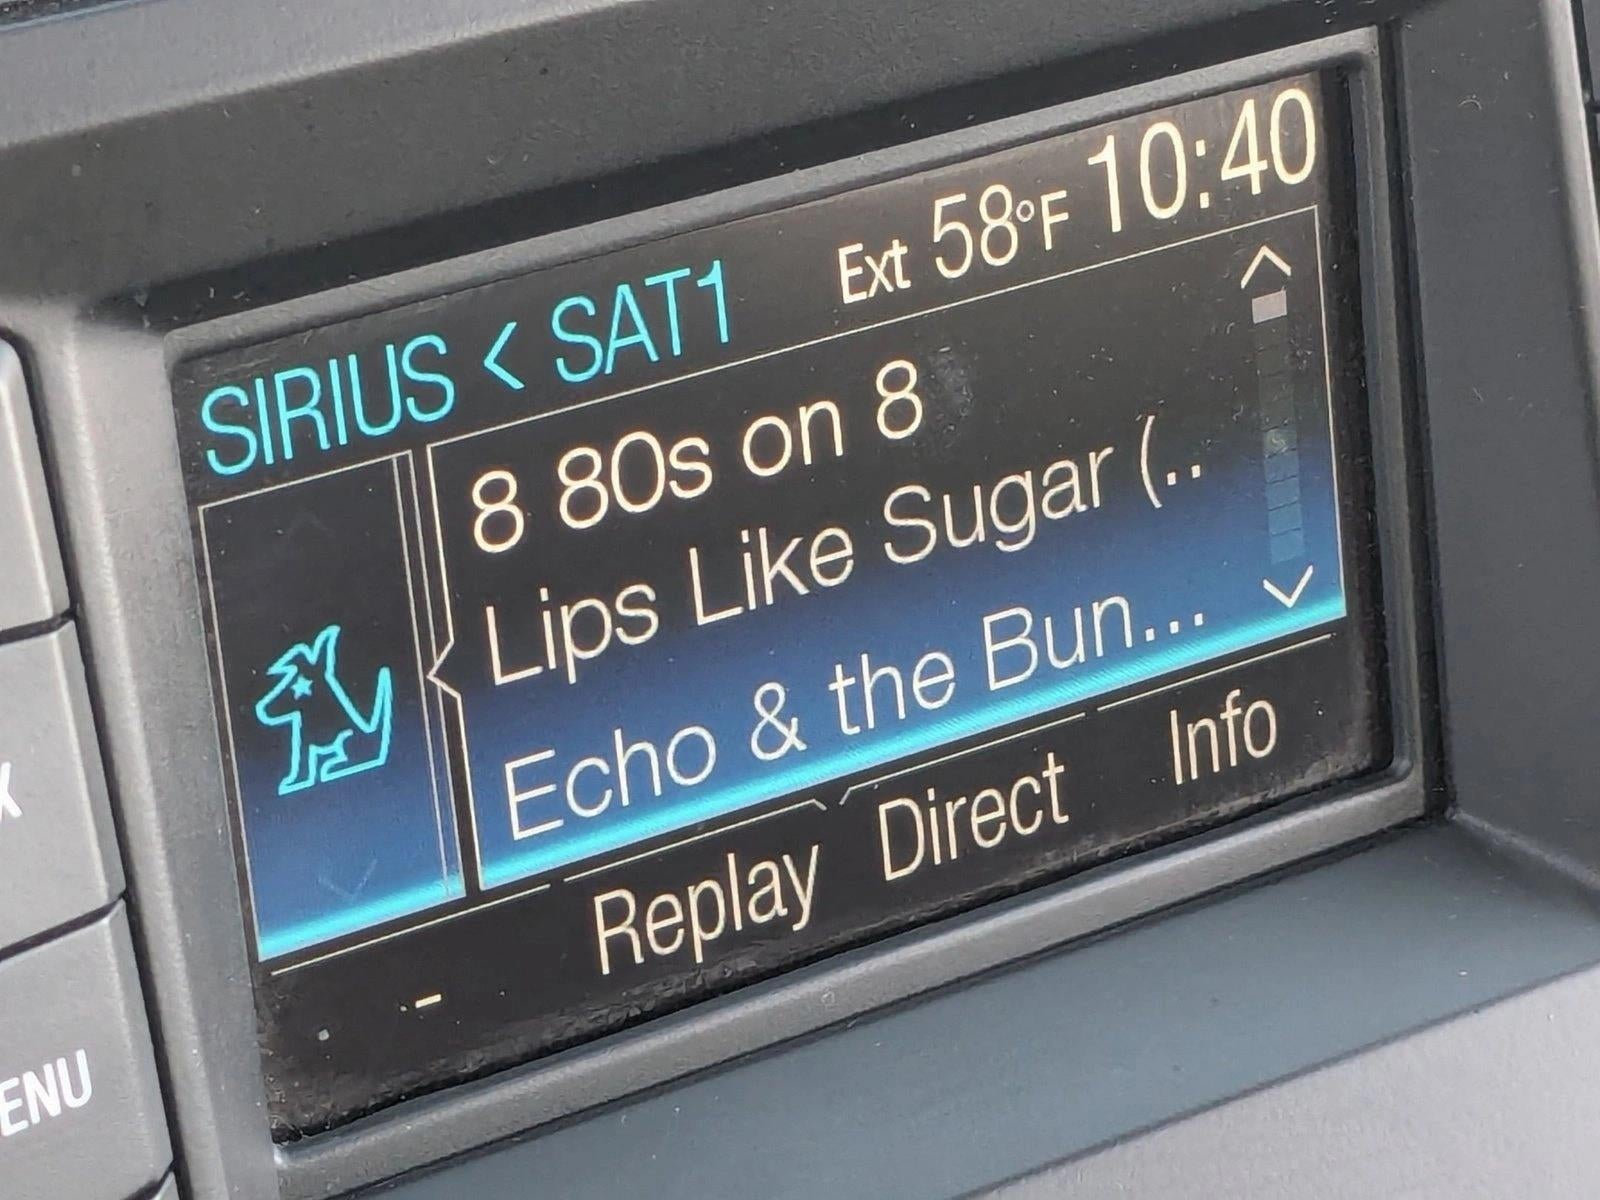 SIRIUS < SAT1 Ext 58°F 10:40
8 80s on 8
Lips Like Sugar (..
Echo & the Bun...
- Replay Direct Info
X
ENU